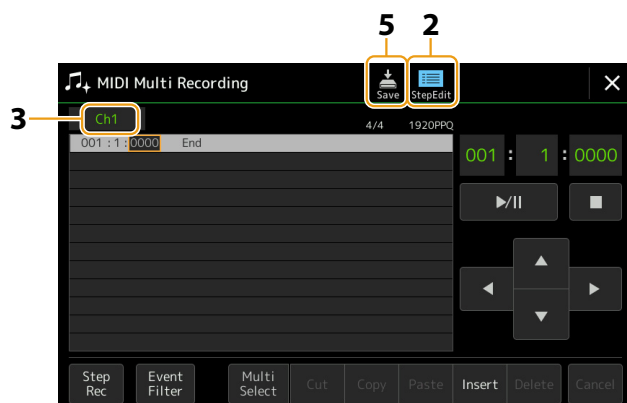 5 2
MIDI Multi Recording
Save
StepEdit
3
Ch1
4/4 1920PPQ
001 : 1 : 0000 End
001 : 1 : 0000
Step Rec
Event Filter
Multi Select
Cut
Copy
Paste
Insert
Delete
Cancel